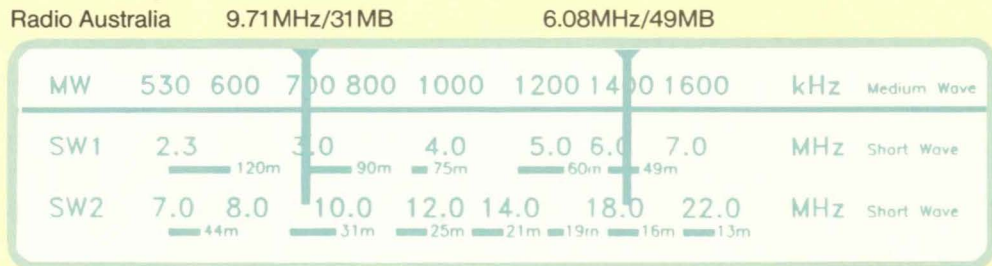 Radio Australia 9.71MHz/31MB 6.08MHz/49MB
MW 530 600 700 800 1000 1200 1400 1600 kHz Medium Wave
SW1 2.3 3.0 4.0 5.0 6.0 7.0 MHz Short Wave
120m 90m 75m 60m 49m
SW2 7.0 8.0 10.0 12.0 14.0 18.0 22.0 MHz Short Wave
44m 31m 25m 21m 19m 16m 13m